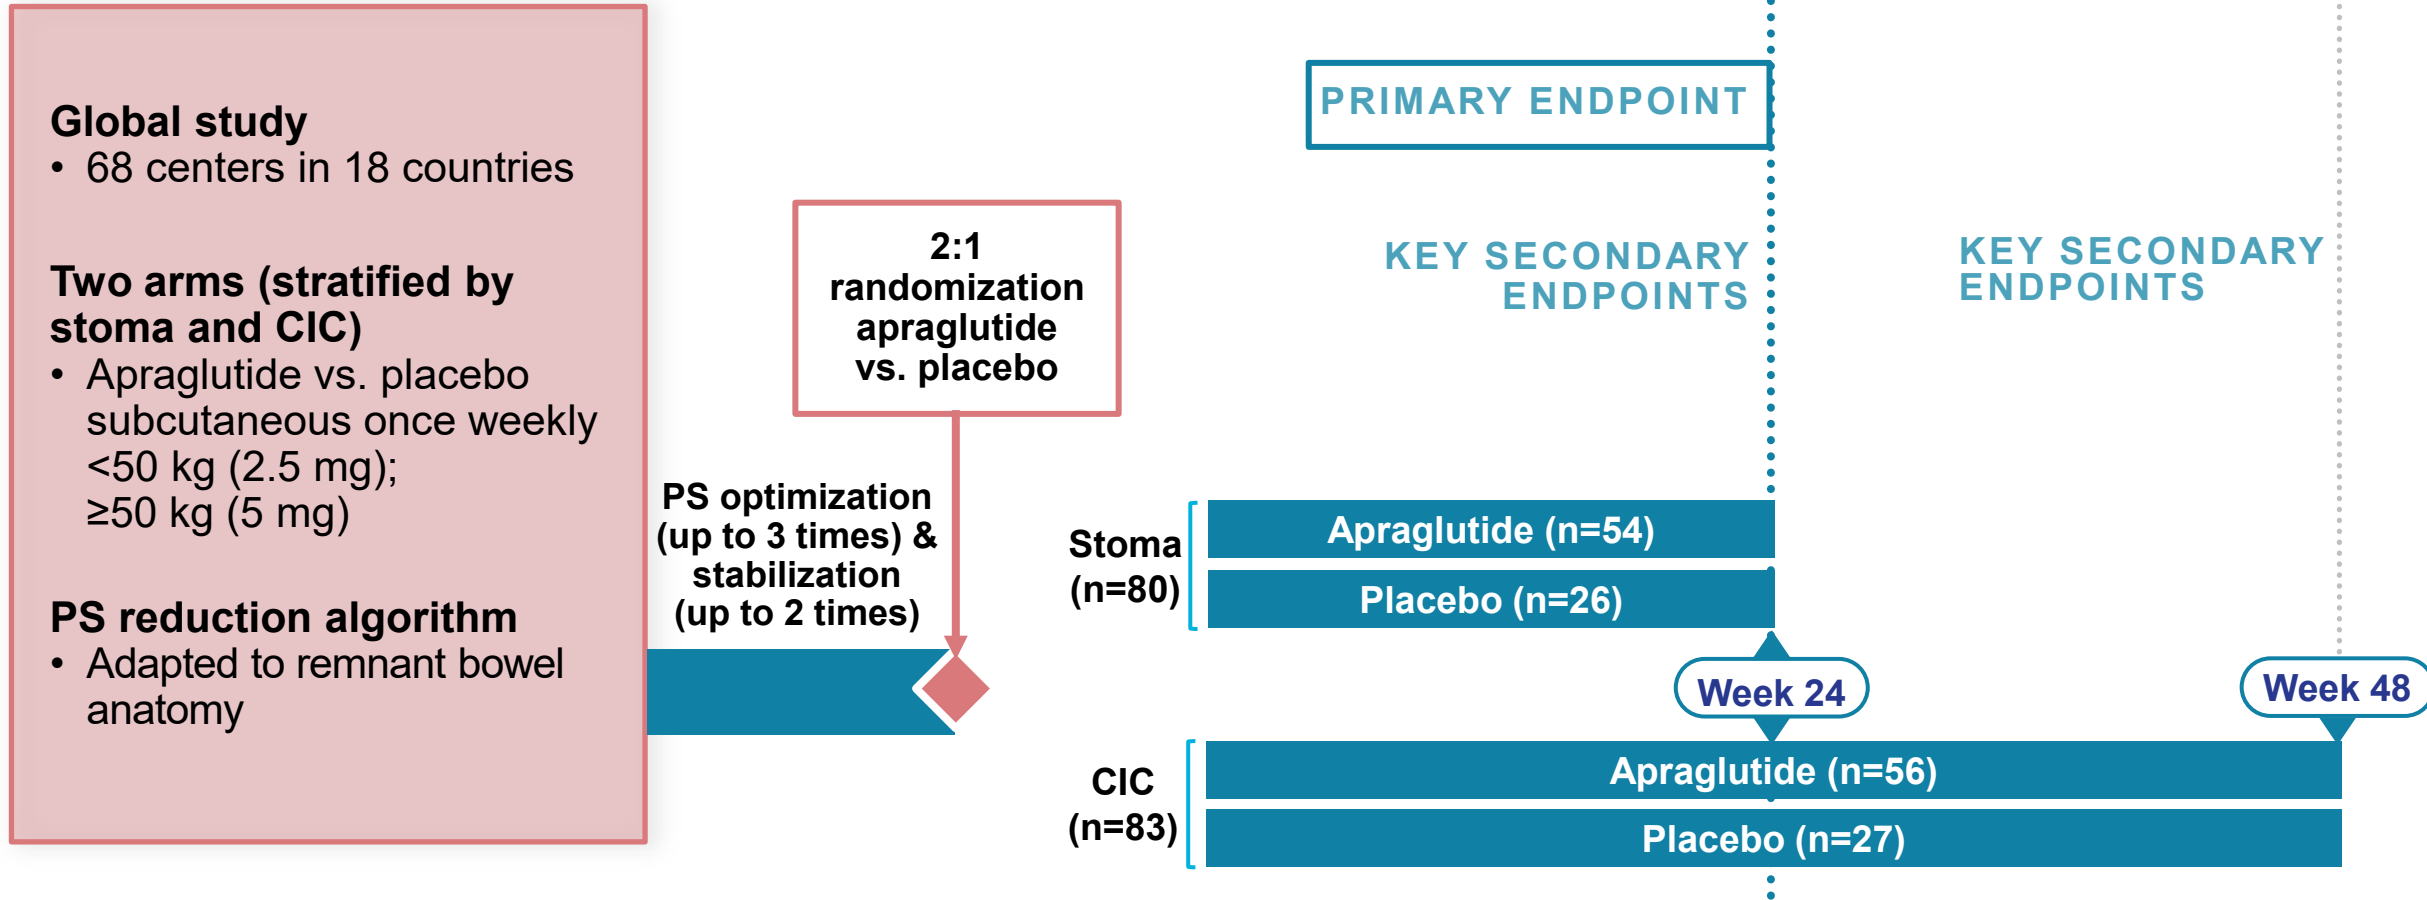 Global study
• 68 centers in 18 countries
Two arms (stratified by
stoma and CIC)
• Apraglutide vs. placebo
subcutaneous once weekly
<50 kg (2.5 mg);
≥50 kg (5 mg)
PS reduction algorithm
• Adapted to remnant bowel
anatomy
PS optimization
(up to 3 times) &
stabilization
(up to 2 times)
2:1
randomization
apraglutide
vs. placebo
PRIMARY ENDPOINT
KEY SECONDARY
ENDPOINTS
KEY SECONDARY
ENDPOINTS
Stoma
(n=80)
Apraglutide (n=54)
Placebo (n=26)
Week 24
Week 48
CIC
(n=83)
Apraglutide (n=56)
Placebo (n=27)